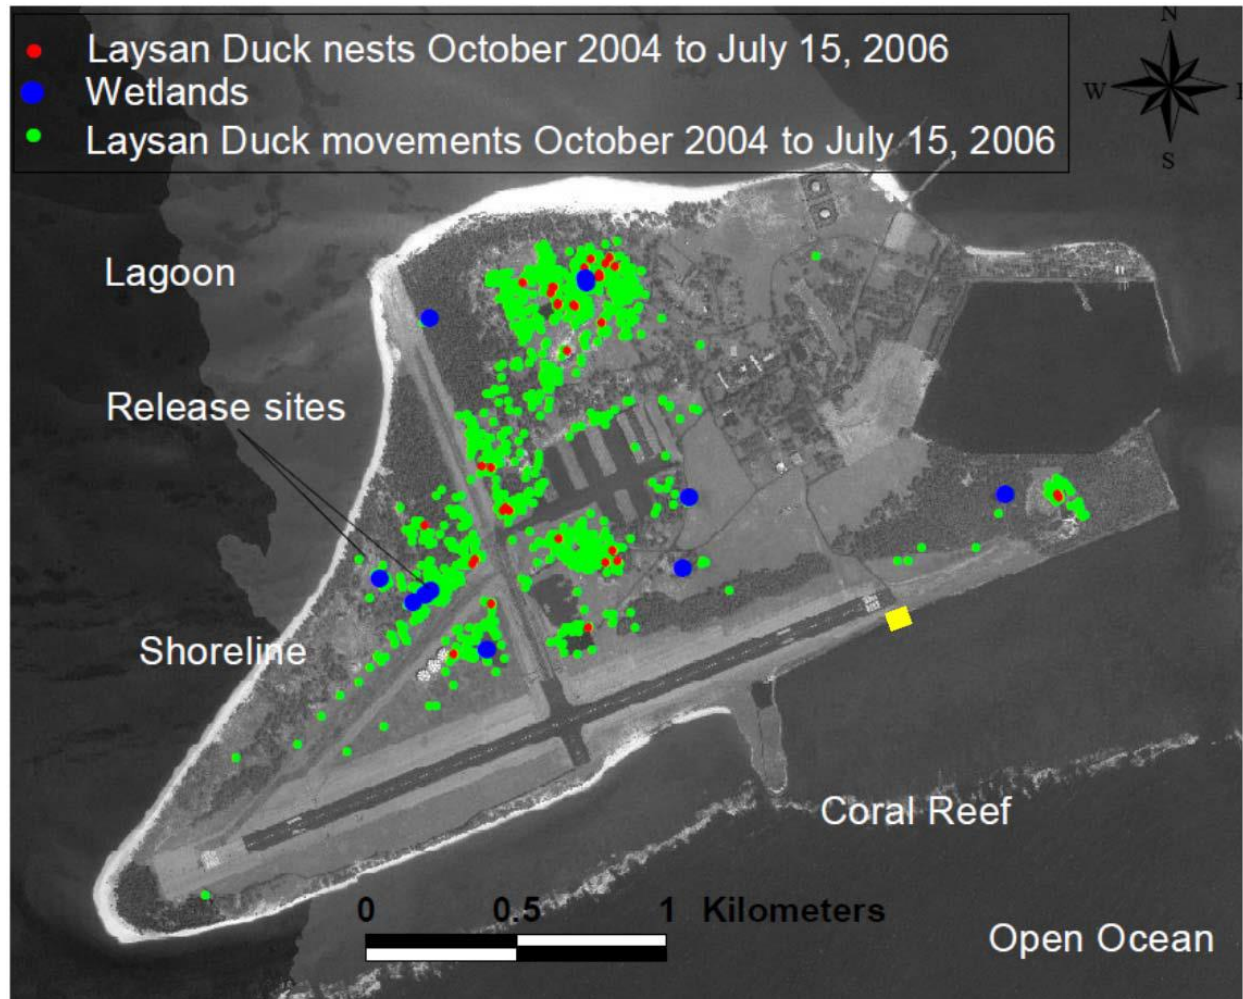 Laysan Duck nests October 2004 to July 15, 2006
Wetlands
Laysan Duck movements October 2004 to July 15, 2006
N
W
S
Lagoon
Release sites
Shoreline
Coral Reef
0 0.5 1 Kilometers
Open Ocean